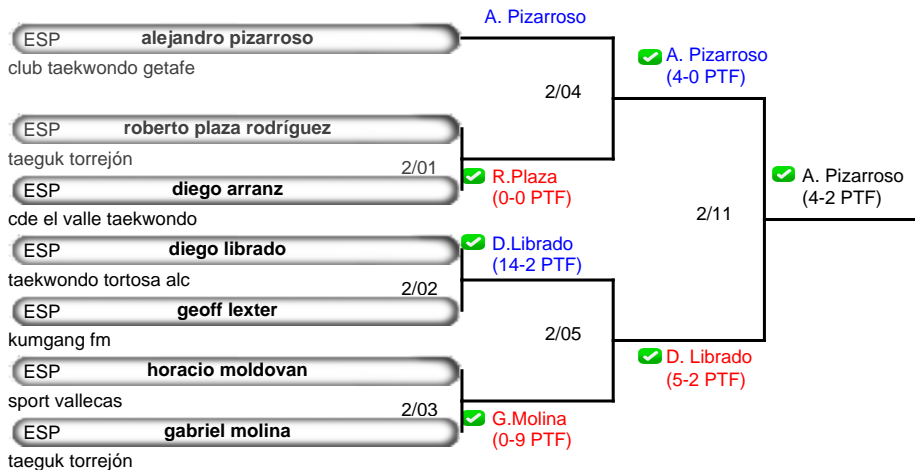 A. Pizarroso
ESP alejandro pizarroso
club taekwondo getafe
A. Pizarroso
(4-0 PTF)
2/04
ESP roberto plaza rodríguez
taeguk torrejón
2/01
R.Plaza
(0-0 PTF)
ESP diego arranz
cde el valle taekwondo
A. Pizarroso
(4-2 PTF)
2/11
ESP diego librado
taekwondo tortosa alc
D.Librado
(14-2 PTF)
2/02
ESP geoff lexter
kumgang fm
2/05
D. Librado
(5-2 PTF)
ESP horacio moldovan
sport vallecas
2/03
G.Molina
(0-9 PTF)
ESP gabriel molina
taeguk torrejón